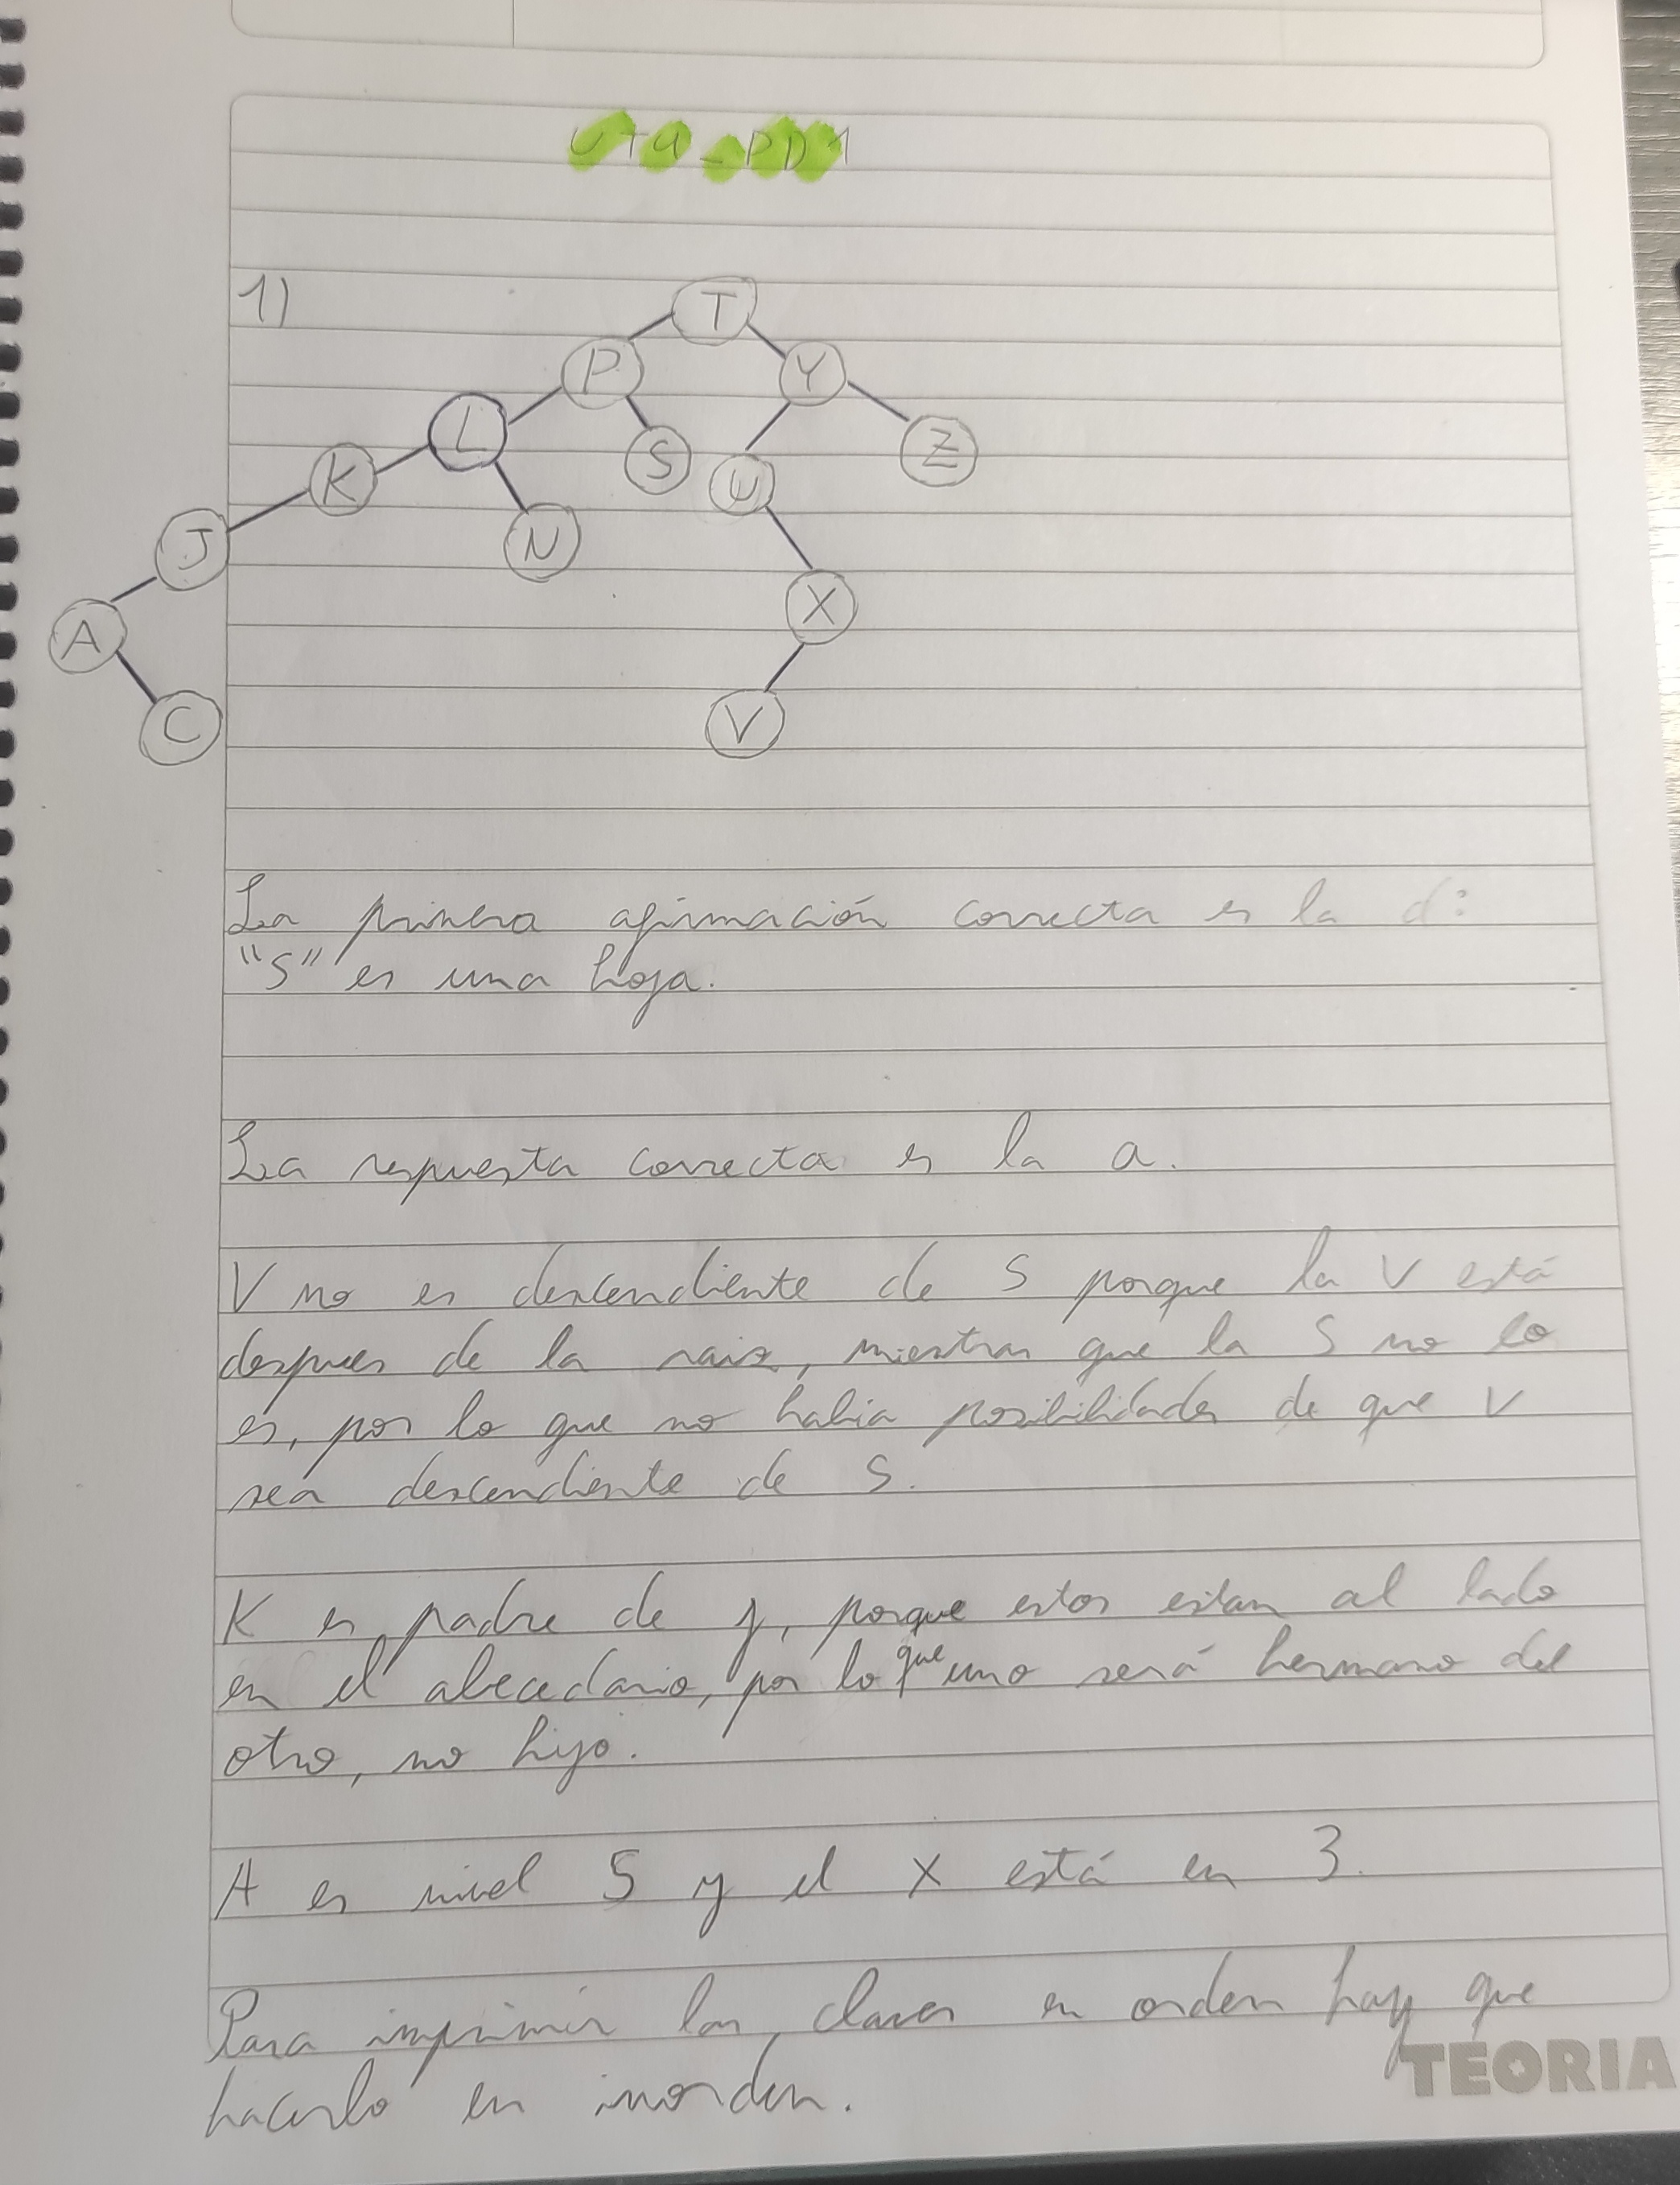 UT4_PD1
1)
T
P
Y
L
S
Z
K
U
N
J
X
A
C
V
La primera afirmación correcta es la d:
"S" es una hoja.
La respuesta correcta es la a.
V no es descendiente de S porque la V está
despues de la raiz, mientras que la S no lo
es, por lo que no habia posibilidades de que V
sea descendiente de S.
K es padre de J, porque estos estan al lado
en el abecedario, por lo que uno será hermano del
otro, no hijo.
A es nivel 5 y el X está en 3.
Para imprimir las claves en orden hay que
hacerlo en inorden.
TEORIA